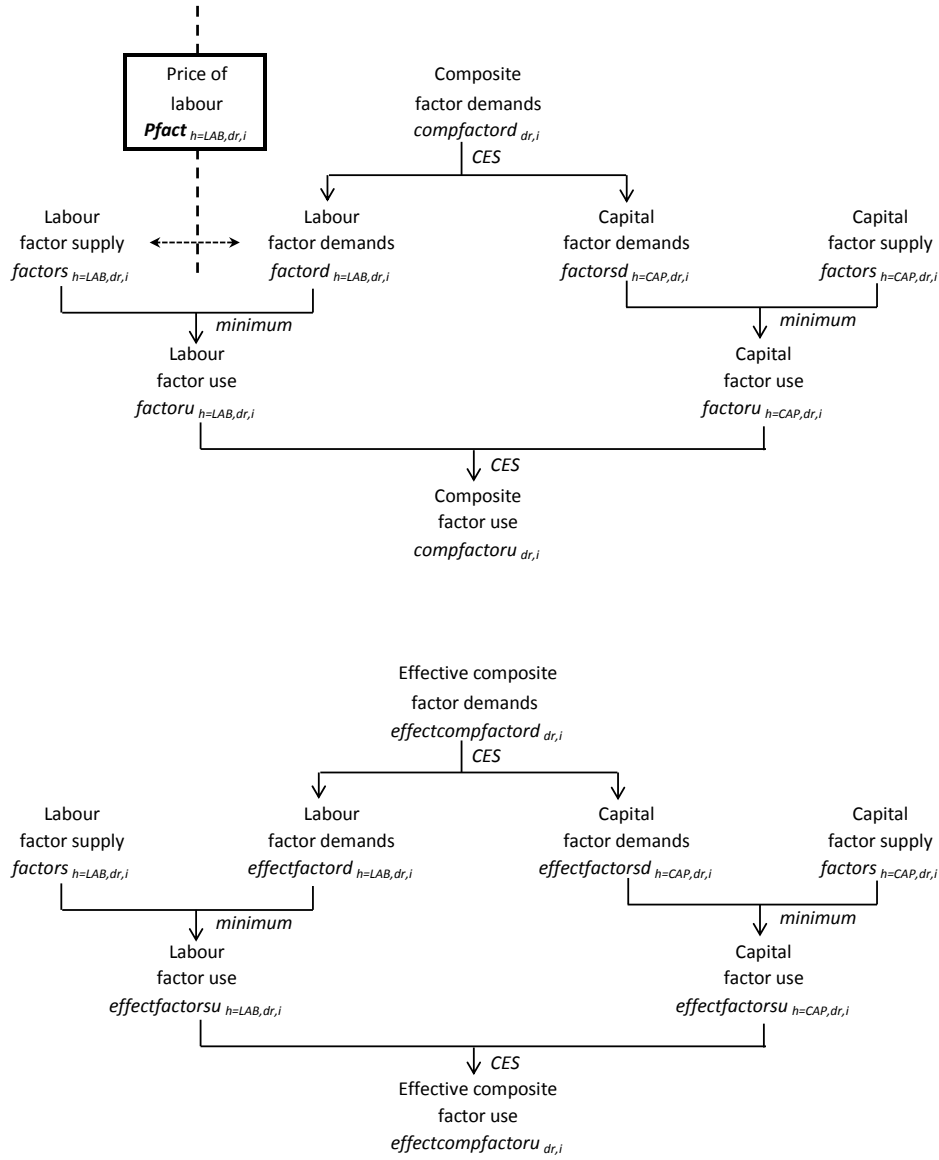 Price of
labour
Pfact h=LAB,dr,i
Composite
factor demands
compfactord dr,i
CES
Labour
factor supply
factors h=LAB,dr,i
Labour
factor demands
factord h=LAB,dr,i
Capital
factor demands
factorsd h=CAP,dr,i
Capital
factor supply
factors h=CAP,dr,i
minimum
minimum
Labour
factor use
factoru h=LAB,dr,i
Capital
factor use
factoru h=CAP,dr,i
CES
Composite
factor use
compfactoru dr,i
Effective composite
factor demands
effectcompfactord dr,i
CES
Labour
factor supply
factors h=LAB,dr,i
Labour
factor demands
effectfactord h=LAB,dr,i
Capital
factor demands
effectfactorsd h=CAP,dr,i
Capital
factor supply
factors h=CAP,dr,i
minimum
minimum
Labour
factor use
effectfactorsu h=LAB,dr,i
Capital
factor use
effectfactorsu h=CAP,dr,i
CES
Effective composite
factor use
effectcompfactoru dr,i